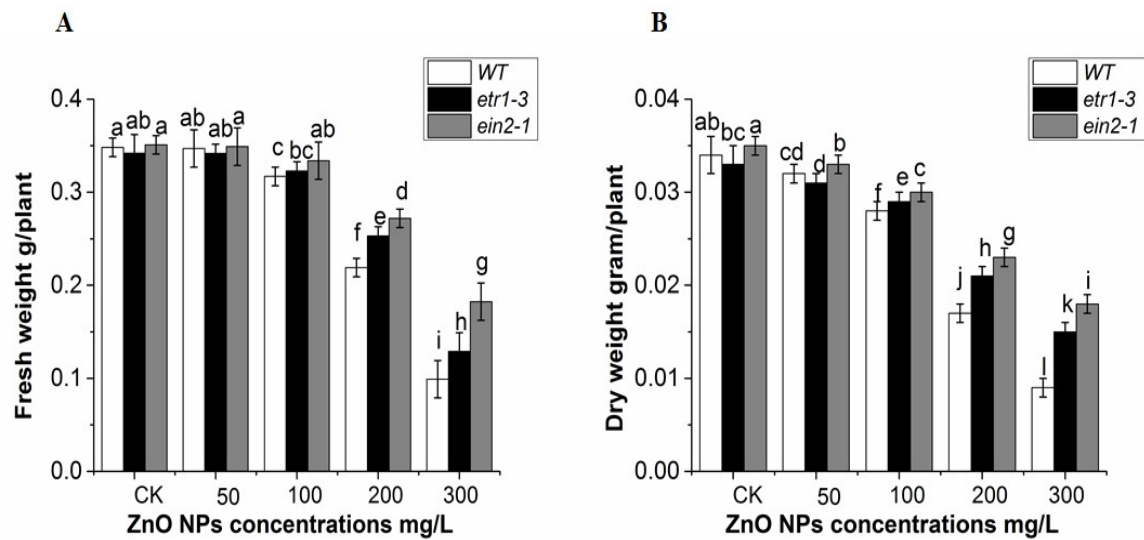 A
WT
etr1-3
ein2-1
0.4
0.3
0.2
0.1
0.0
Fresh weight g/plant
a ab a
ab ab a
c bc ab
f e d
i h g
CK 50 100 200 300
ZnO NPs concentrations mg/L
B
WT
etr1-3
ein2-1
0.04
0.03
0.02
0.01
0.00
Dry weight gram/plant
ab bc a
cd d b
f e c
j h g
l k i
CK 50 100 200 300
ZnO NPs concentrations mg/L